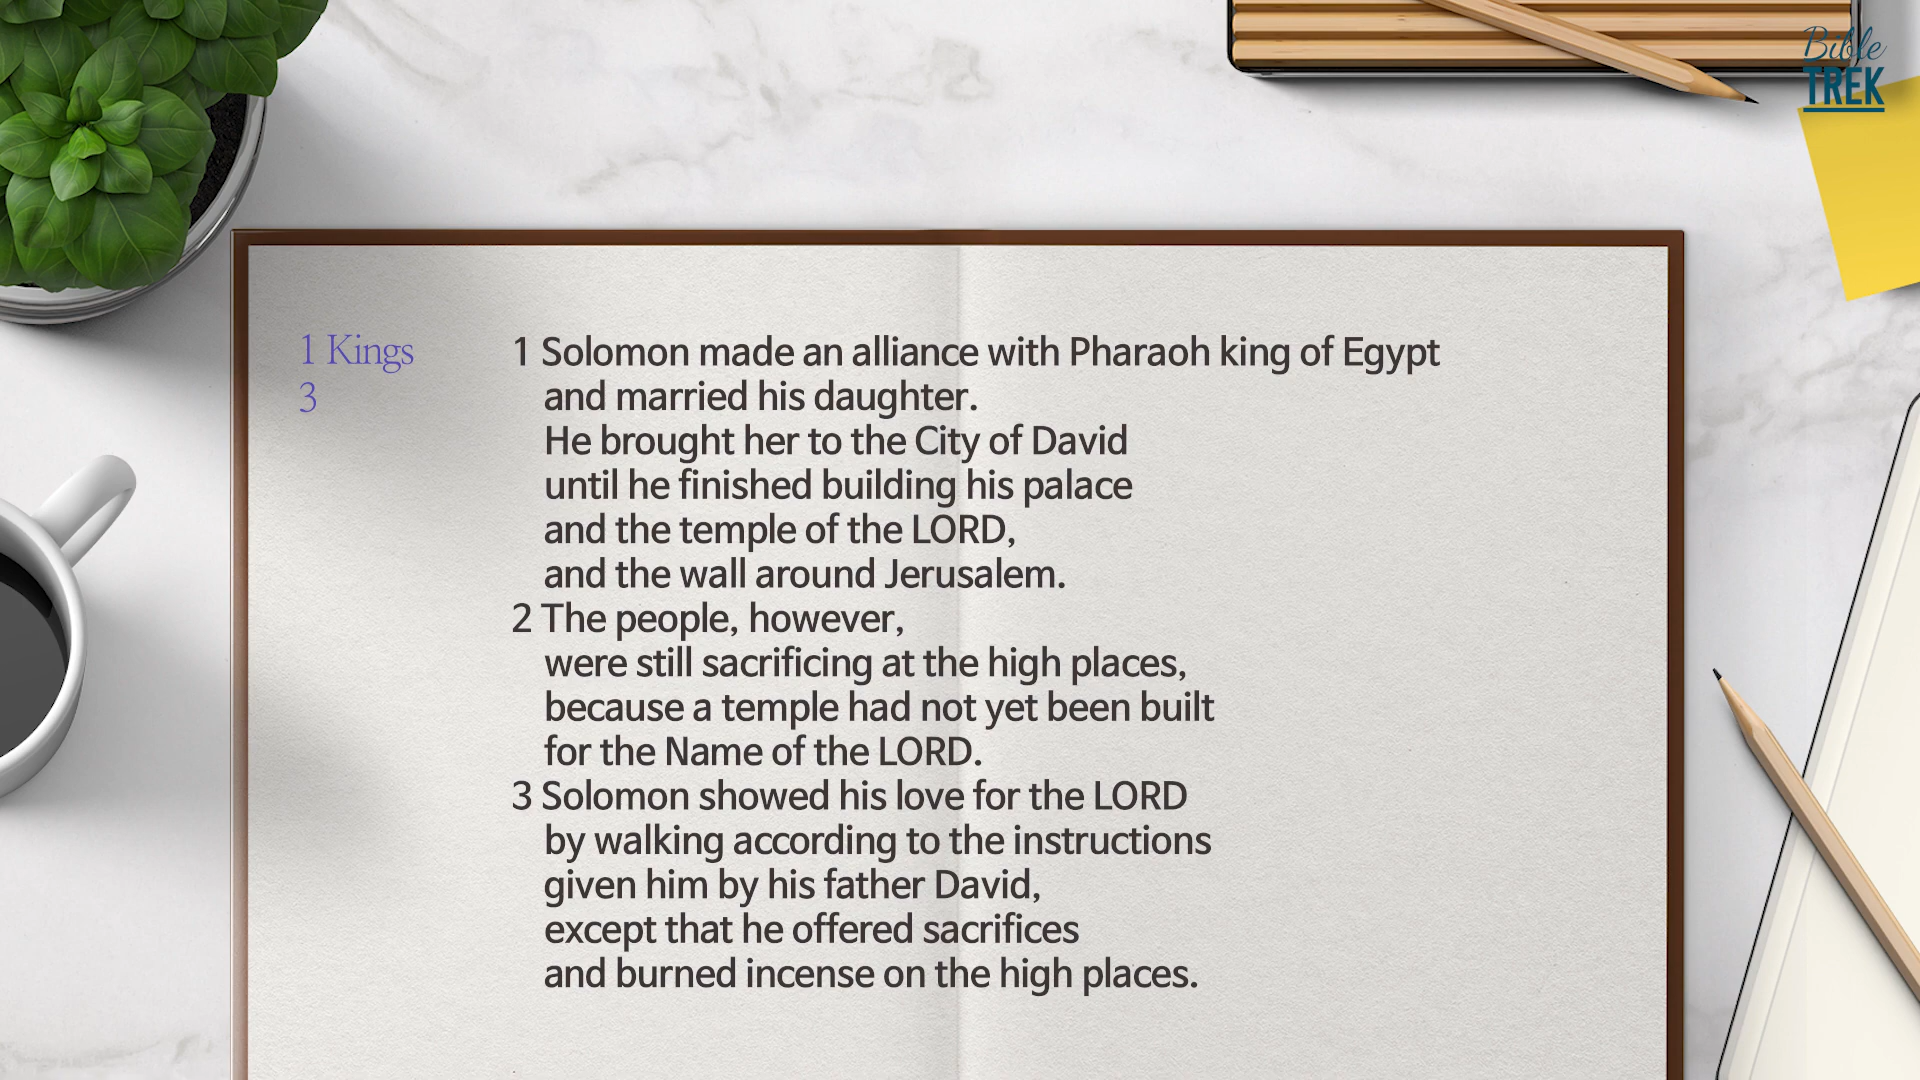 Bible
TREK
1 Kings
3
1 Solomon made an alliance with Pharaoh king of Egypt
and married his daughter.
He brought her to the City of David
until he finished building his palace
and the temple of the LORD,
and the wall around Jerusalem.
2 The people, however,
were still sacrificing at the high places,
because a temple had not yet been built
for the Name of the LORD.
3 Solomon showed his love for the LORD
by walking according to the instructions
given him by his father David,
except that he offered sacrifices
and burned incense on the high places.